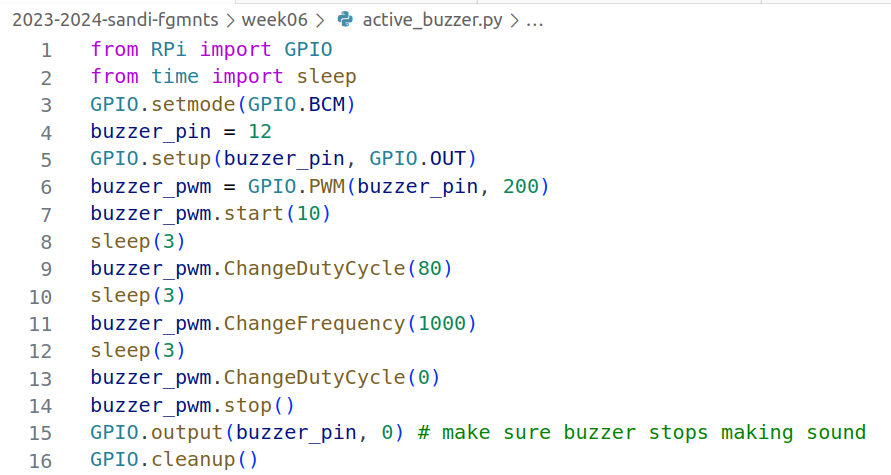 2023-2024-sandi-fgmnts > week06 > active_buzzer.py > ...
1 from RPi import GPIO
2 from time import sleep
3 GPIO.setmode(GPIO.BCM)
4 buzzer_pin = 12
5 GPIO.setup(buzzer_pin, GPIO.OUT)
6 buzzer_pwm = GPIO.PWM(buzzer_pin, 200)
7 buzzer_pwm.start(10)
8 sleep(3)
9 buzzer_pwm.ChangeDutyCycle(80)
10 sleep(3)
11 buzzer_pwm.ChangeFrequency(1000)
12 sleep(3)
13 buzzer_pwm.ChangeDutyCycle(0)
14 buzzer_pwm.stop()
15 GPIO.output(buzzer_pin, 0) # make sure buzzer stops making sound
16 GPIO.cleanup()